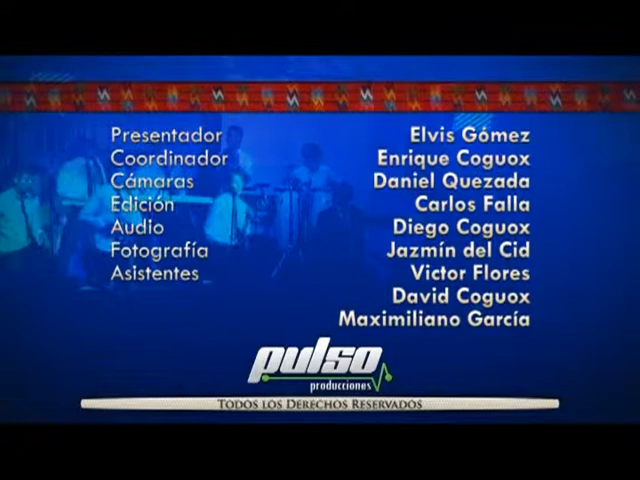 Presentador Elvis Gómez
Coordinador Enrique Coguox
Cámaras Daniel Quezada
Edición Carlos Falla
Audio Diego Coguox
Fotografía Jazmín del Cid
Asistentes Victor Flores
David Coguox
Maximiliano García
pulso
producciones
Todos los Derechos Reservados